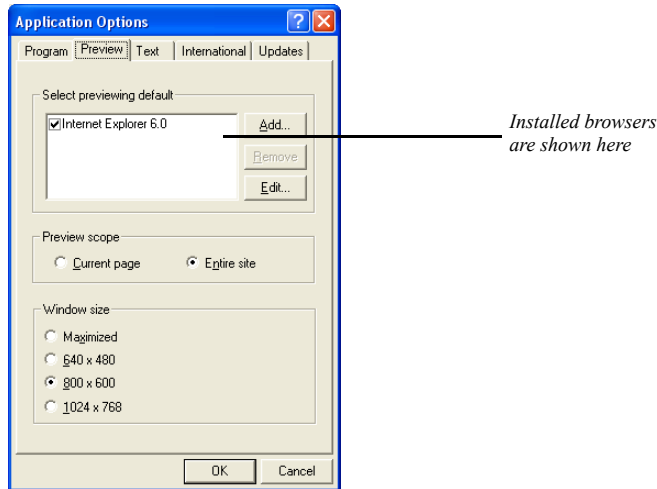 Application Options
Program Preview Text International Updates
Select previewing default
Internet Explorer 6.0
Add...
Remove
Edit...
Installed browsers
are shown here
Preview scope
Current page Entire site
Window size
Maximized
640 x 480
800 x 600
1024 x 768
OK Cancel